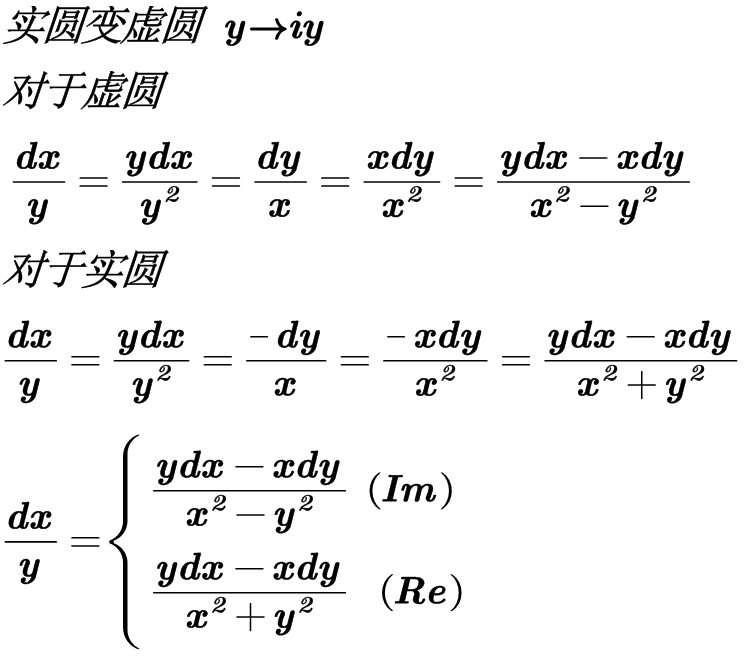 实圆变虚圆 y→iy
对于虚圆
dx/y = ydx/y² = dy/x = xdy/x² = (ydx − xdy)/(x² − y²)
对于实圆
dx/y = ydx/y² = −dy/x = −xdy/x² = (ydx − xdy)/(x² + y²)
dx/y = { (ydx − xdy)/(x² − y²) (Im)
(ydx − xdy)/(x² + y²) (Re)